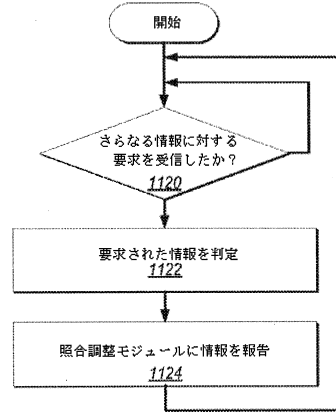 開始
さらなる情報に対する
要求を受信したか？
1120
要求された情報を判定
1122
照合調整モジュールに情報を報告
1124